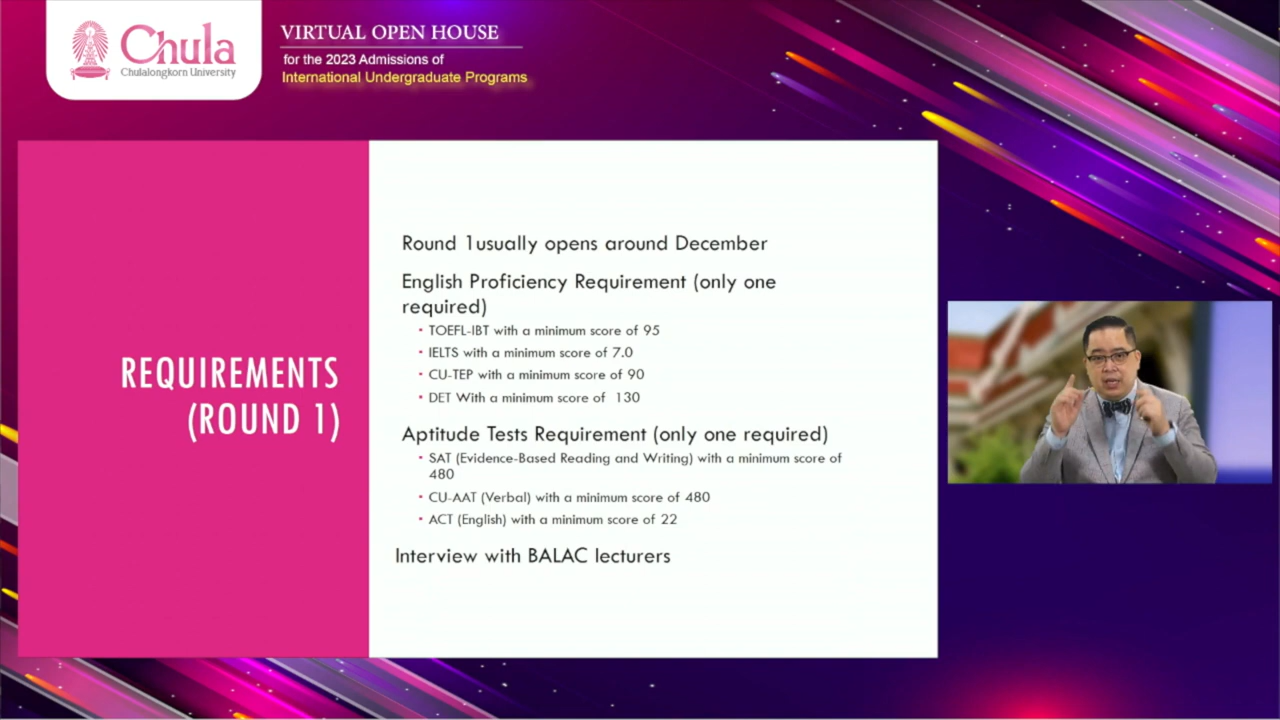 Chula
Chulalongkorn University
VIRTUAL OPEN HOUSE
for the 2023 Admissions of
International Undergraduate Programs
REQUIREMENTS
(ROUND 1)
Round 1usually opens around December
English Proficiency Requirement (only one
required)
• TOEFL-IBT with a minimum score of 95
• IELTS with a minimum score of 7.0
• CU-TEP with a minimum score of 90
• DET With a minimum score of 130
Aptitude Tests Requirement (only one required)
• SAT (Evidence-Based Reading and Writing) with a minimum score of
480
• CU-AAT (Verbal) with a minimum score of 480
• ACT (English) with a minimum score of 22
Interview with BALAC lecturers